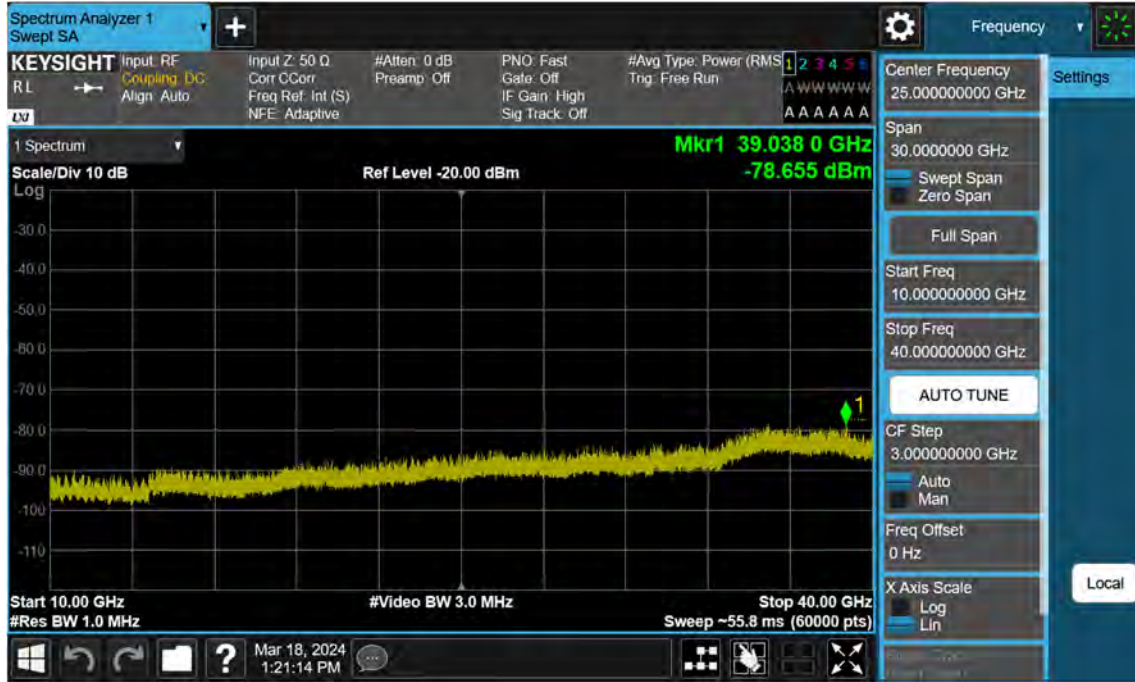 Spectrum Analyzer 1
Swept SA
+
Frequency
KEYSIGHT
R L
LXI
Input: RF
Coupling: DC
Align: Auto
Input Z: 50 Ω
Corr CCorr
Freq Ref: Int (S)
NFE: Adaptive
#Atten: 0 dB
Preamp: Off
PNO: Fast
Gate: Off
IF Gain: High
Sig Track: Off
#Avg Type: Power (RMS
Trig: Free Run
1 2 3 4 5 6
A W W W W W
A A A A A A
1 Spectrum
Scale/Div 10 dB
Log
Ref Level -20.00 dBm
Mkr1 39.038 0 GHz
-78.655 dBm
-30.0
-40.0
-50.0
-60.0
-70.0
-80.0
-90.0
-100
-110
1
Start 10.00 GHz
#Res BW 1.0 MHz
#Video BW 3.0 MHz
Stop 40.00 GHz
Sweep ~55.8 ms (60000 pts)
Mar 18, 2024
1:21:14 PM
?
Center Frequency
25.000000000 GHz
Span
30.0000000 GHz
Swept Span
Zero Span
Full Span
Start Freq
10.000000000 GHz
Stop Freq
40.000000000 GHz
AUTO TUNE
CF Step
3.000000000 GHz
Auto
Man
Freq Offset
0 Hz
X Axis Scale
Log
Lin
Settings
Local